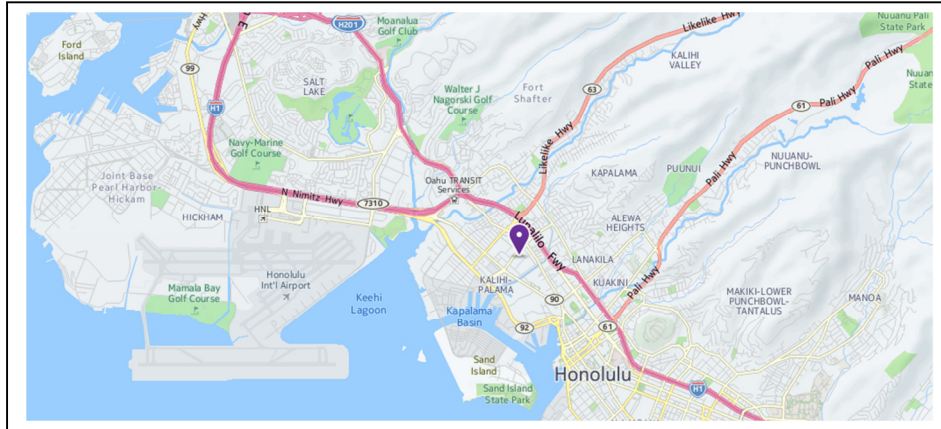 Ford
Island
Hwy
E
H201
Moanalua
Golf Club
Likelike Hwy
Nuuanu Pali
State Park
99
KALIHI
VALLEY
Pali Hwy
SALT
LAKE
Walter J
Nagorski Golf
Course
Fort
Shafter
63
61
Pali Hwy
H1
Likelike Hwy
Navy-Marine
Golf Course
NUUANU-
PUNCHBOWL
Joint Base
Pearl Harbor
Hickam
KAPALAMA
PUUNUI
Pali Hwy
Oahu TRANSIT
Services
N Nimitz Hwy
7310
HICKHAM
HNL
Lunalilo Fwy
ALEWA
HEIGHTS
Honolulu
Int'l Airport
LANAKILA
KUAKINI
Pali Hwy
KALIHI-
PALAMA
Mamala Bay
Golf Course
Keehi
Lagoon
MAKIKI-LOWER
PUNCHBOWL-
TANTALUS
MANOA
90
Kapalama
Basin
92
61
Sand
Island
Honolulu
Sand Island
State Park
H1